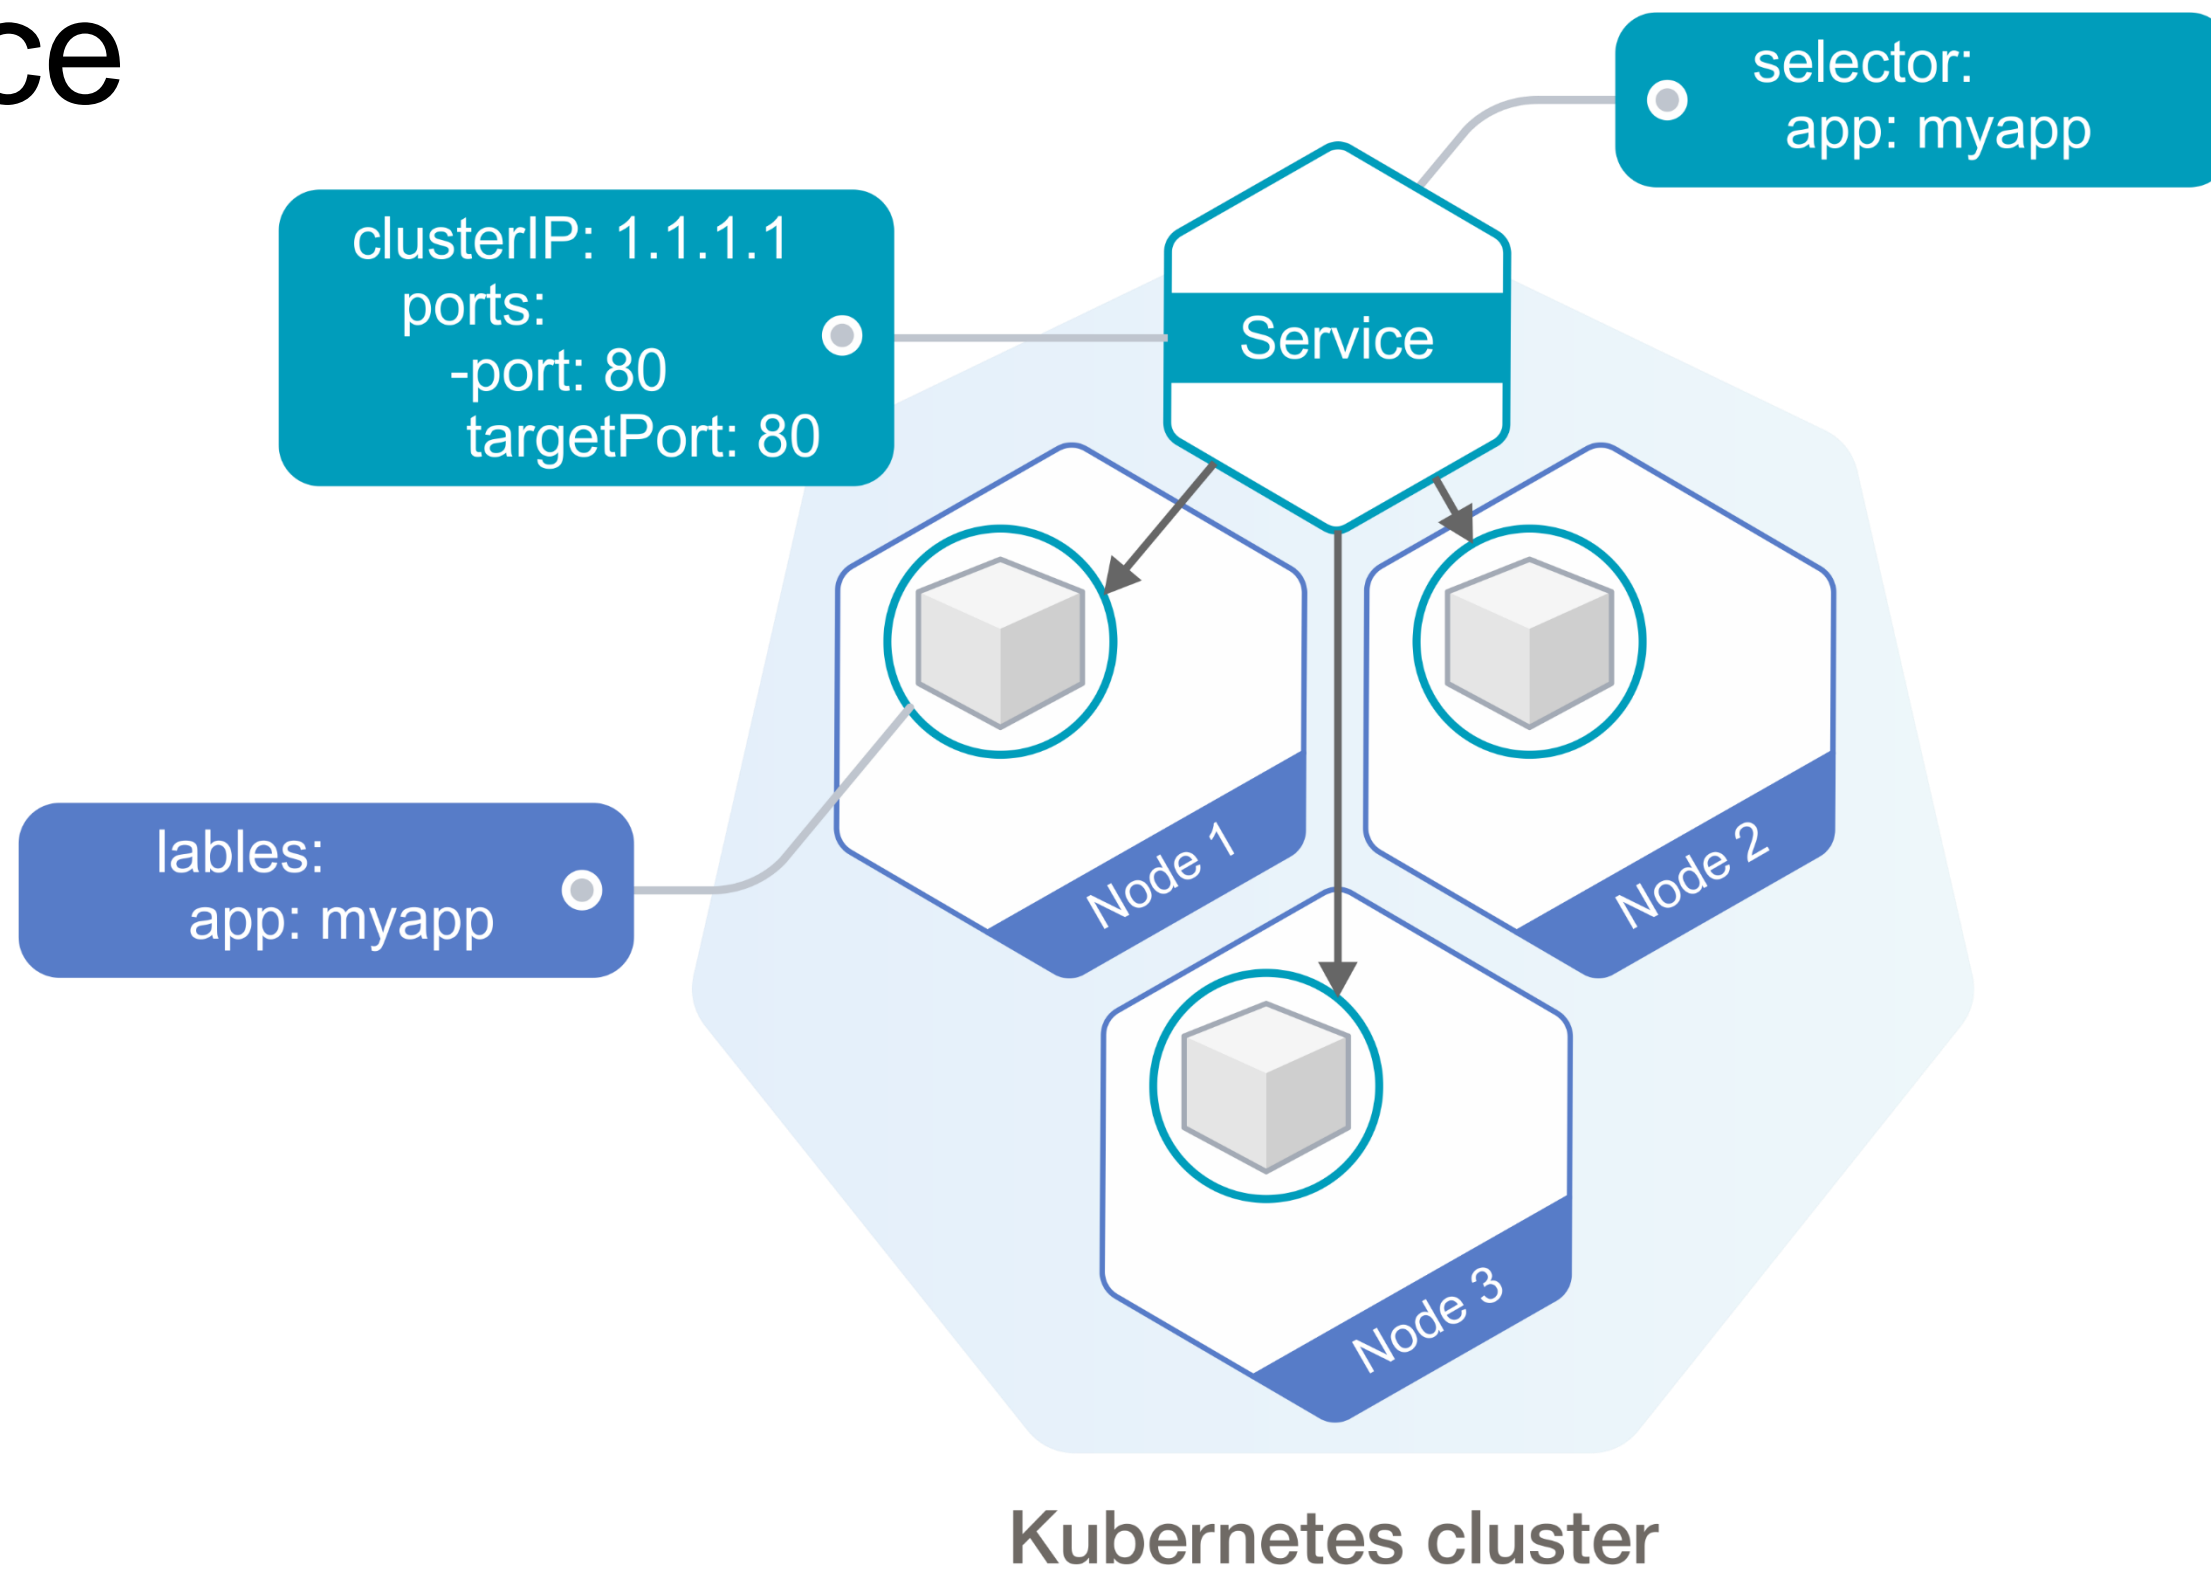 ce
selector:
app: myapp
clusterIP: 1.1.1.1
ports:
-port: 80
targetPort: 80
Service
lables:
app: myapp
Node 1
Node 2
Node 3
Kubernetes cluster